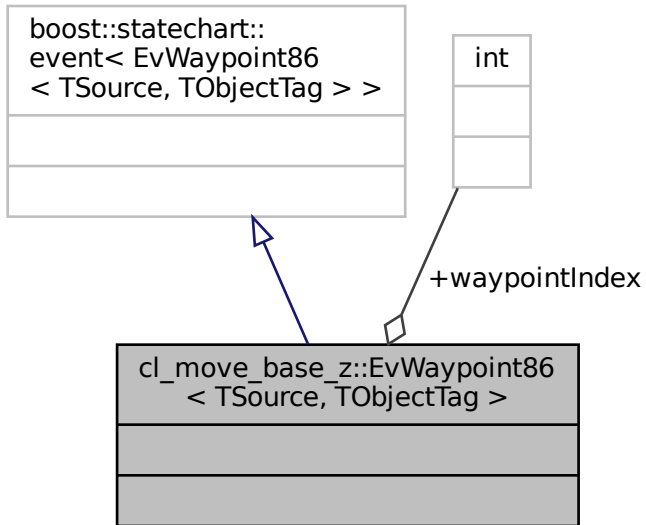 boost::statechart::
event< EvWaypoint86
< TSource, TObjectTag > >
int
+waypointIndex
cl_move_base_z::EvWaypoint86
< TSource, TObjectTag >